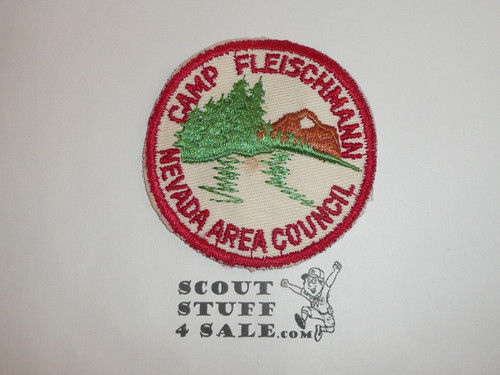 CAMP FLEISCHMANN
NEVADA AREA COUNCIL
SCOUT
STUFF
4 SALE.COM